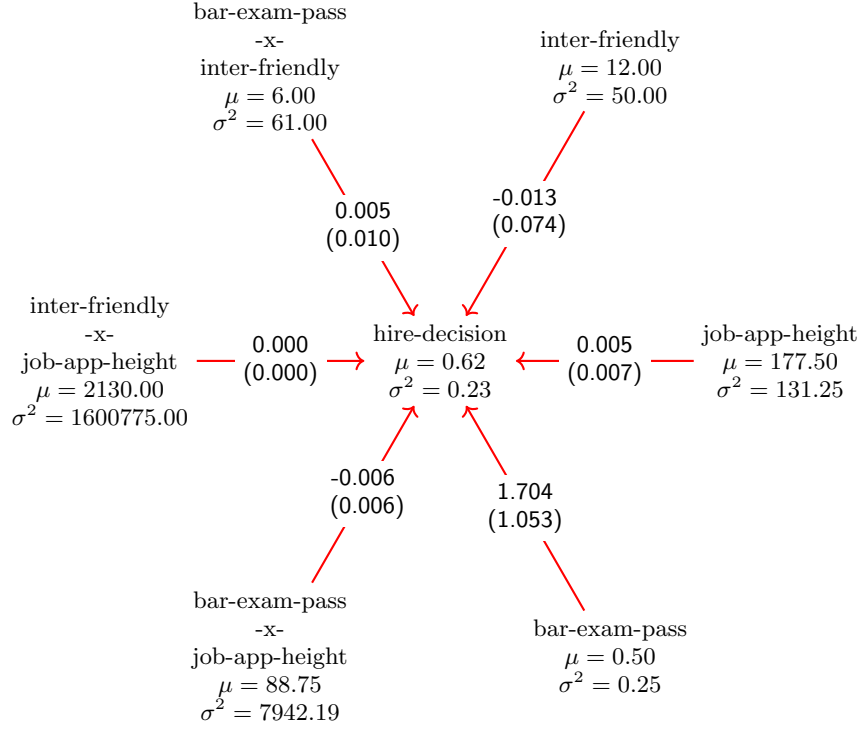 bar-exam-pass
-x-
inter-friendly
μ = 6.00
σ² = 61.00
inter-friendly
μ = 12.00
σ² = 50.00
0.005
(0.010)
-0.013
(0.074)
inter-friendly
-x-
job-app-height
μ = 2130.00
σ² = 1600775.00
0.000
(0.000)
hire-decision
μ = 0.62
σ² = 0.23
0.005
(0.007)
job-app-height
μ = 177.50
σ² = 131.25
-0.006
(0.006)
1.704
(1.053)
bar-exam-pass
-x-
job-app-height
μ = 88.75
σ² = 7942.19
bar-exam-pass
μ = 0.50
σ² = 0.25